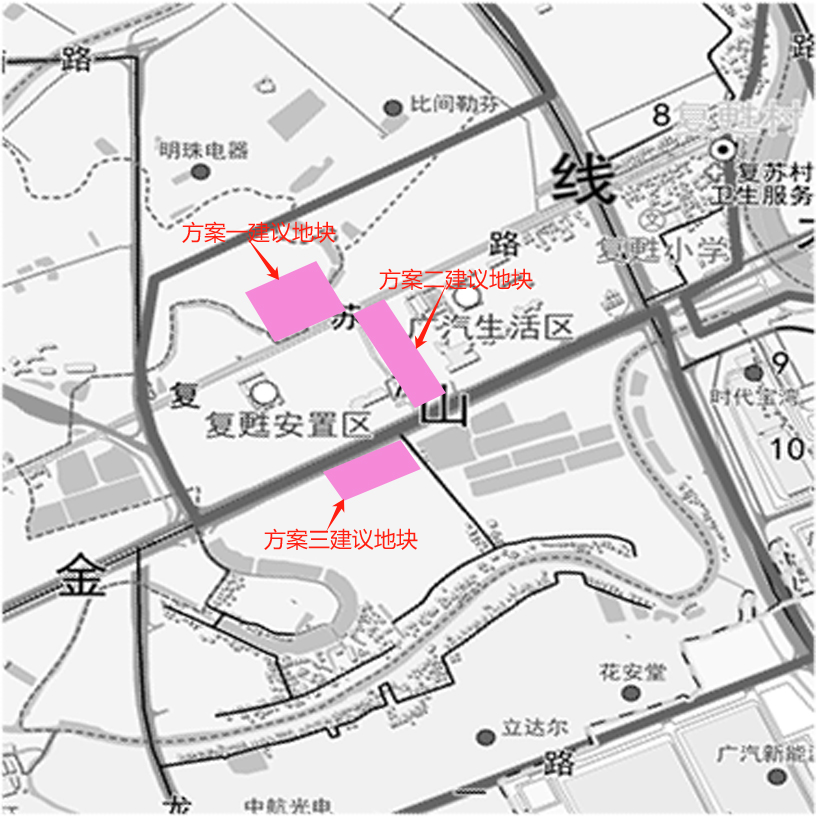 路
比间勒芬
明珠电器
8
复甦村
路
线
复苏村
卫生服务
方案一建议地块
路
复甦小学
方案二建议地块
苏
广汽生活区
9
复
山
时代宝湾
复甦安置区
10
方案三建议地块
金
花安堂
立达尔
一
路
广汽新能源
龙
中航光电